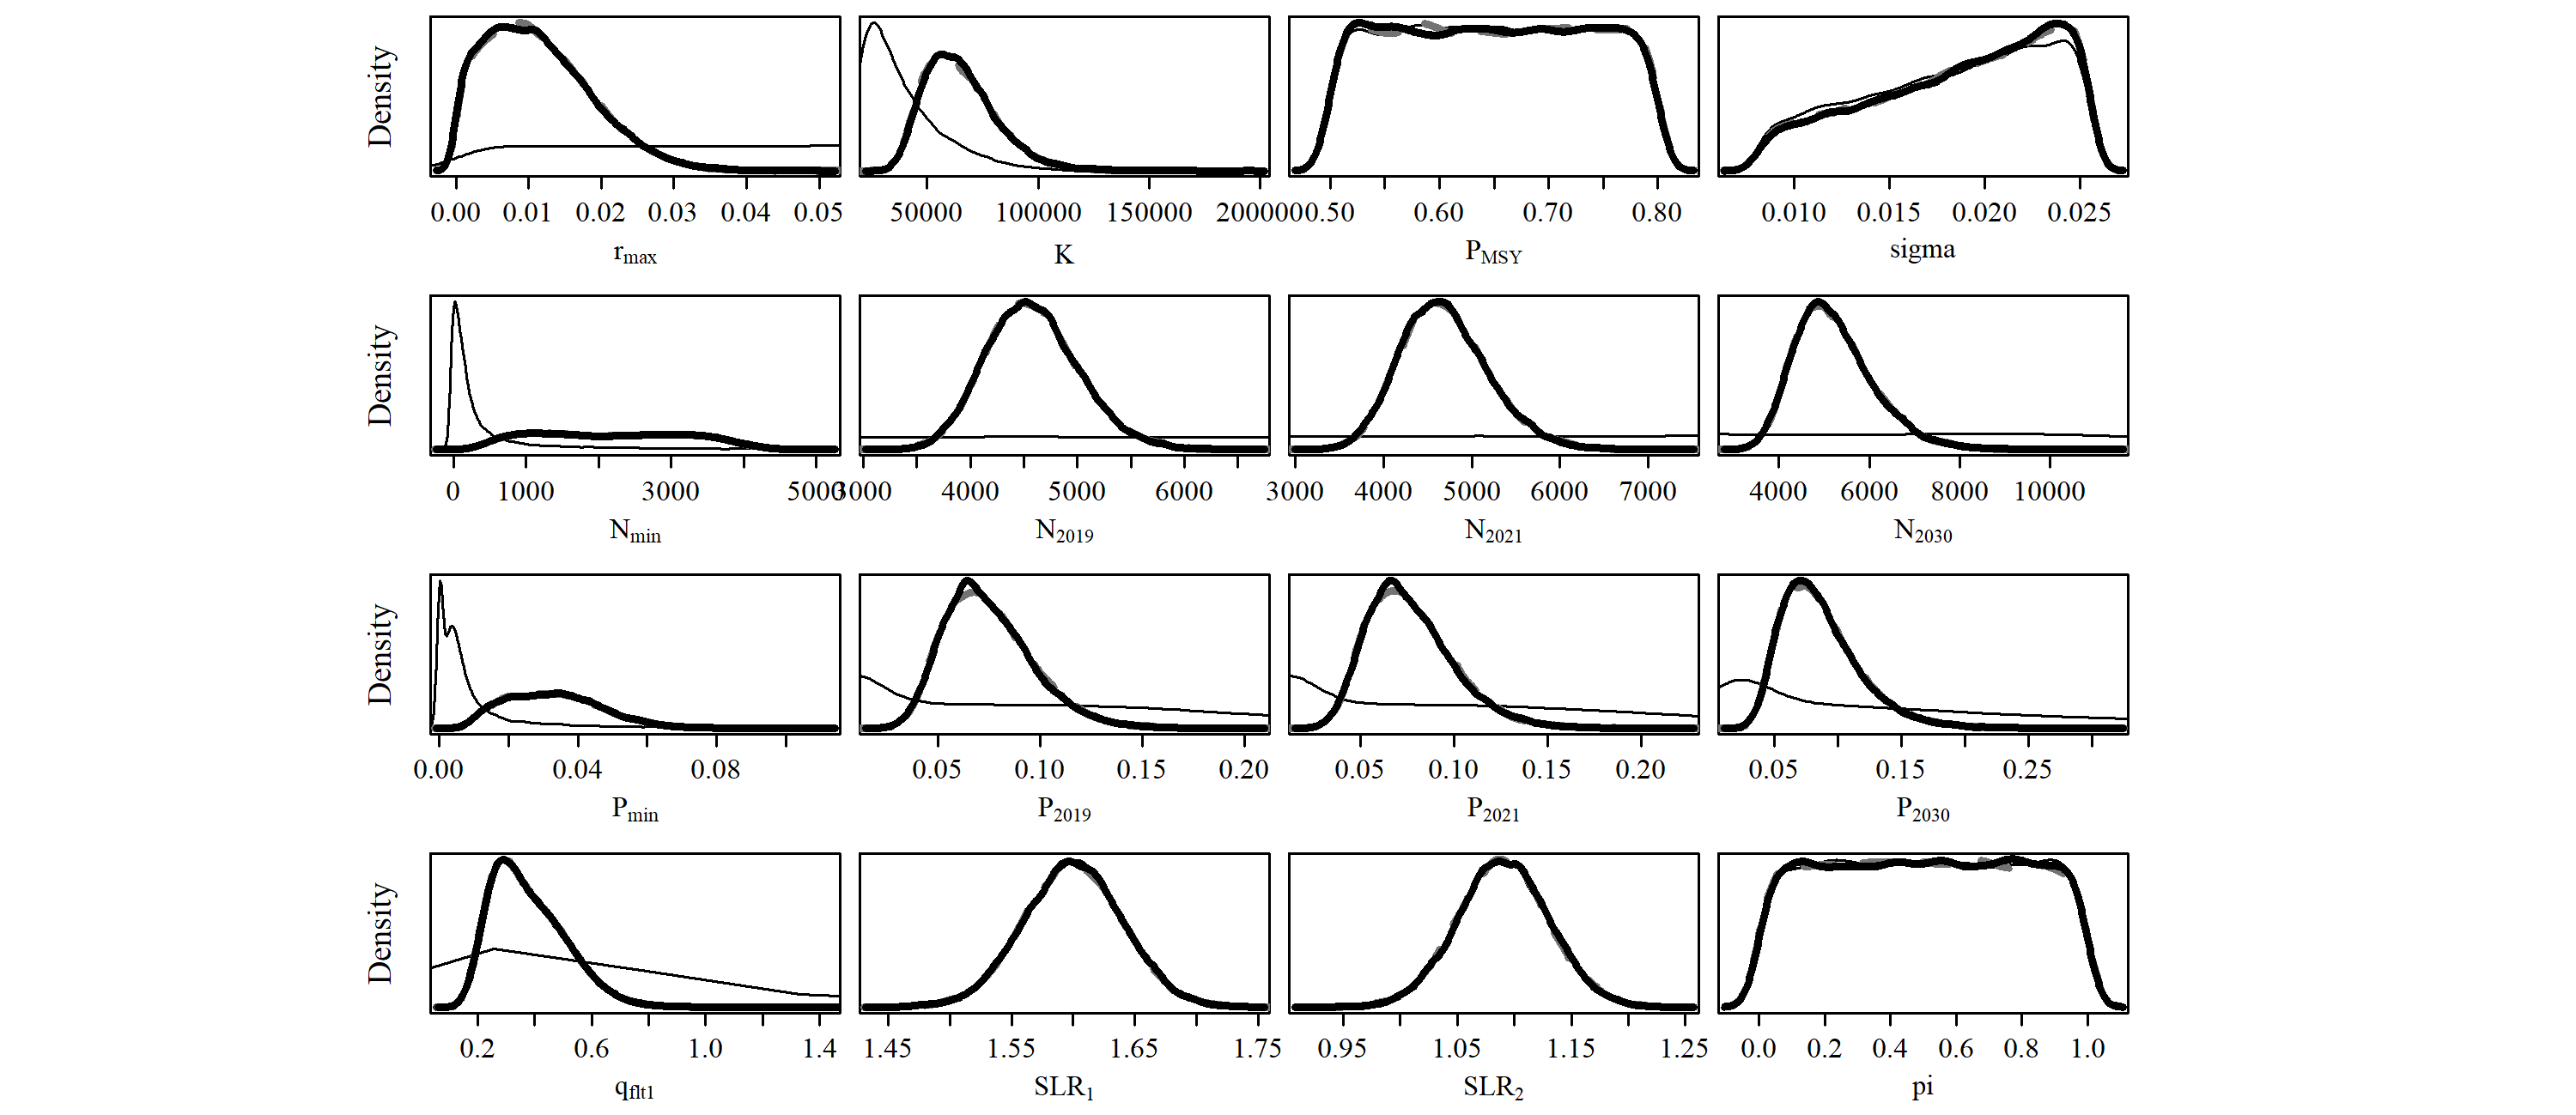 Density
0.00 0.01 0.02 0.03 0.04 0.05
50000 100000 150000 200000
0.50 0.60 0.70 0.80
0.010 0.015 0.020 0.025
rmax
K
PMSY
sigma
Density
0 1000 3000 5000
3000 4000 5000 6000
3000 4000 5000 6000 7000
4000 6000 8000 10000
Nmin
N2019
N2021
N2030
Density
0.00 0.04 0.08
0.05 0.10 0.15 0.20
0.05 0.10 0.15 0.20
0.05 0.15 0.25
Pmin
P2019
P2021
P2030
Density
0.2 0.6 1.0 1.4
1.45 1.55 1.65 1.75
0.95 1.05 1.15 1.25
0.0 0.2 0.4 0.6 0.8 1.0
qflt1
SLR1
SLR2
pi